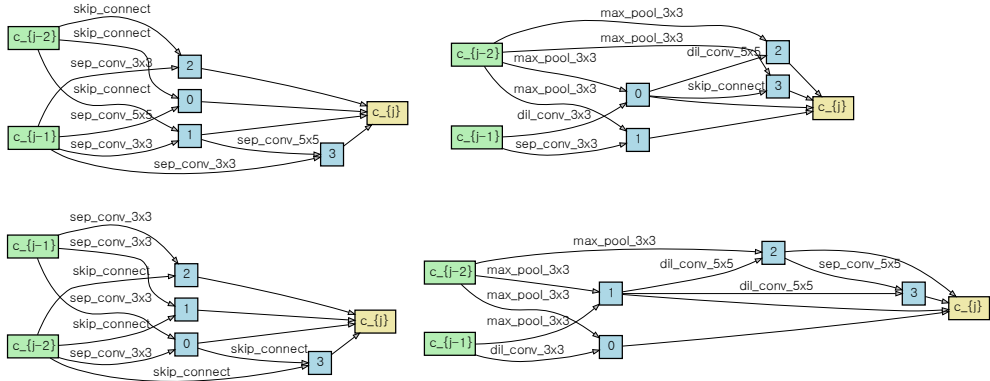 skip_connect
c_{j-2}
skip_connect
sep_conv_3x3
2
skip_connect
0
sep_conv_5x5
c_{j}
c_{j-1}
1
sep_conv_5x5
sep_conv_3x3
3
sep_conv_3x3
max_pool_3x3
c_{j-2}
max_pool_3x3
dil_conv_5x5
2
max_pool_3x3
max_pool_3x3
0
skip_connect
3
c_{j}
dil_conv_3x3
c_{j-1}
1
sep_conv_3x3
sep_conv_3x3
c_{j-1}
sep_conv_3x3
skip_connect
2
sep_conv_3x3
1
skip_connect
c_{j}
c_{j-2}
0
skip_connect
sep_conv_3x3
3
skip_connect
max_pool_3x3
2
c_{j-2}
max_pool_3x3
dil_conv_5x5
sep_conv_5x5
max_pool_3x3
1
dil_conv_5x5
3
c_{j}
max_pool_3x3
c_{j-1}
dil_conv_3x3
0